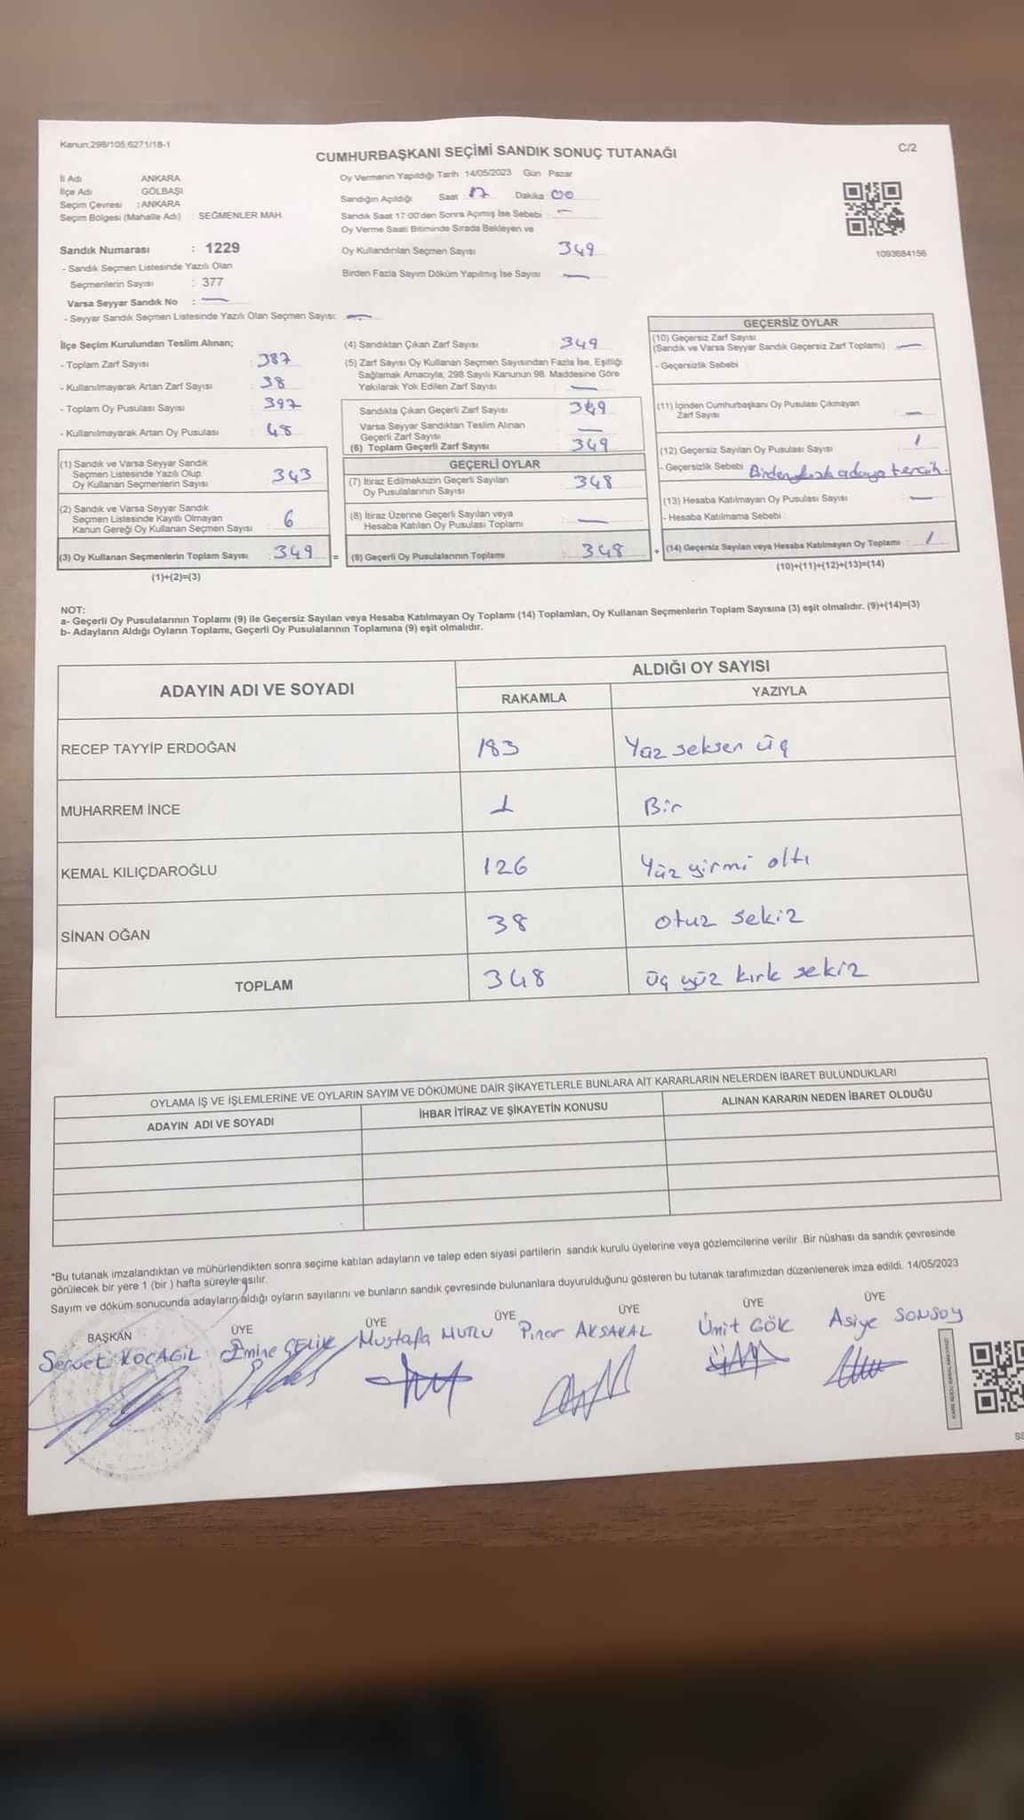 Kanun:298/105;6271/18-1
C/2
CUMHURBAŞKANI SEÇİMİ SANDIK SONUÇ TUTANAĞI
İl Adı ANKARA
İlçe Adı GÖLBAŞI
Seçim Çevresi : ANKARA
Seçim Bölgesi (Mahalle Adı) SEĞMENLER MAH.
Oy Vermenin Yapıldığı Tarih 14/05/2023 Gün Pazar
Sandığın Açıldığı Saat 17 Dakika 00
Sandık Saat 17:00'den Sonra Açımış İse Sebebi —
Oy Verme Saati Bitiminde Sırada Bekleyen ve
Oy Kullandırılan Seçmen Sayısı 349
Birden Fazla Sayım Döküm Yapılmış İse Sayısı —
1093684156
Sandık Numarası : 1229
- Sandık Seçmen Listesinde Yazılı Olan
Seçmenlerin Sayısı : 377
Varsa Seyyar Sandık No : —
- Seyyar Sandık Seçmen Listesinde Yazılı Olan Seçmen Sayısı: —
İlçe Seçim Kurulundan Teslim Alınan;
- Toplam Zarf Sayısı 387
- Kullanılmayarak Artan Zarf Sayısı 38
- Toplam Oy Pusulası Sayısı 397
- Kullanılmayarak Artan Oy Pusulası 48
(1) Sandık ve Varsa Seyyar Sandık
Seçmen Listesinde Yazılı Olup
Oy Kullanan Seçmenlerin Sayısı 343
(2) Sandık ve Varsa Seyyar Sandık
Seçmen Listesinde Kayıtlı Olmayan
Kanun Gereği Oy Kullanan Seçmen Sayısı 6
(3) Oy Kullanan Seçmenlerin Toplam Sayısı 349 =
(1)+(2)=(3)
(4) Sandıktan Çıkan Zarf Sayısı 349
(5) Zarf Sayısı Oy Kullanan Seçmen Sayısından Fazla İse, Eşitliği
Sağlamak Amacıyla, 298 Sayılı Kanunun 98. Maddesine Göre
Yakılarak Yok Edilen Zarf Sayısı —
Sandıkta Çıkan Geçerli Zarf Sayısı 349
Varsa Seyyar Sandıktan Teslim Alınan
Geçerli Zarf Sayısı —
(6) Toplam Geçerli Zarf Sayısı 349
GEÇERLİ OYLAR
(7) İtiraz Edilmeksizin Geçerli Sayılan
Oy Pusulalarının Sayısı 348
(8) İtiraz Üzerine Geçerli Sayılan veya
Hesaba Katılan Oy Pusulası Toplamı —
(9) Geçerli Oy Pusulalarının Toplamı 348 +
GEÇERSİZ OYLAR
(10) Geçersiz Zarf Sayısı
(Sandık ve Varsa Seyyar Sandık Geçersiz Zarf Toplamı) —
- Geçersizlik Sebebi
(11) İçinden Cumhurbaşkanı Oy Pusulası Çıkmayan
Zarf Sayısı —
(12) Geçersiz Sayılan Oy Pusulası Sayısı 1
- Geçersizlik Sebebi adaya tercih.
(13) Hesaba Katılmayan Oy Pusulası Sayısı —
- Hesaba Katılmama Sebebi
(14) Geçersiz Sayılan veya Hesaba Katılmayan Oy Toplamı : 1
(10)+(11)+(12)+(13)=(14)
NOT:
a- Geçerli Oy Pusulalarının Toplamı (9) ile Geçersiz Sayılan veya Hesaba Katılmayan Oy Toplamı (14) Toplamları, Oy Kullanan Seçmenlerin Toplam Sayısına (3) eşit olmalıdır. (9)+(14)=(3)
b- Adayların Aldığı Oyların Toplamı, Geçerli Oy Pusulalarının Toplamına (9) eşit olmalıdır.
ADAYIN ADI VE SOYADI
ALDIĞI OY SAYISI
RAKAMLA YAZIYLA
RECEP TAYYİP ERDOĞAN 183 Yüz seksen üç
MUHARREM İNCE 1 Bir
KEMAL KILIÇDAROĞLU 126 Yüz yirmi altı
SİNAN OĞAN 38 otuz sekiz
TOPLAM 348 üç yüz kırk sekiz
OYLAMA İŞ VE İŞLEMLERİNE VE OYLARIN SAYIM VE DÖKÜMÜNE DAİR ŞİKAYETLERLE BUNLARA AİT KARARLARIN NELERDEN İBARET BULUNDUKLARI
ADAYIN ADI VE SOYADI İHBAR İTİRAZ VE ŞİKAYETİN KONUSU ALINAN KARARIN NEDEN İBARET OLDUĞU
*Bu tutanak imzalandıktan ve mühürlendikten sonra seçime katılan adayların ve talep eden siyasi partilerin sandık kurulu üyelerine veya gözlemcilerine verilir. Bir nüshası da sandık çevresinde
görülecek bir yere 1 (bir) hafta süreyle asılır.
Sayım ve döküm sonucunda adayların aldığı oyların sayılarını ve bunların sandık çevresinde bulunanlara duyurulduğunu gösteren bu tutanak tarafımızdan düzenlenerek imza edildi. 14/05/2023
BAŞKAN ÜYE ÜYE ÜYE ÜYE ÜYE ÜYE
Servet KOÇAGİL Emine ÇELİK Mustafa MUTLU Pınar AKSAKAL Ümit GÖK Asiye SONSOY